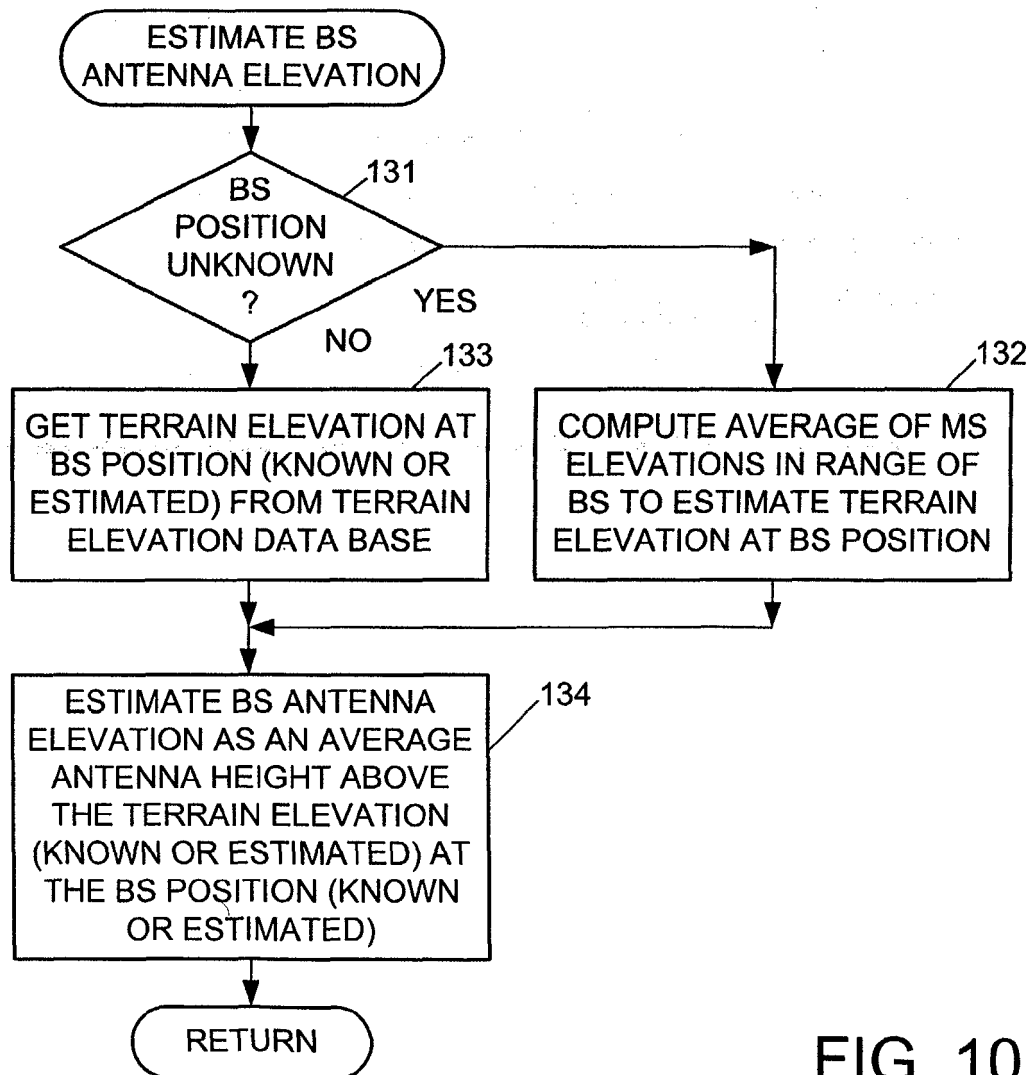 ESTIMATE BS
ANTENNA ELEVATION
131
BS
POSITION
UNKNOWN
?
YES
NO
133
GET TERRAIN ELEVATION AT
BS POSITION (KNOWN OR
ESTIMATED) FROM TERRAIN
ELEVATION DATA BASE
132
COMPUTE AVERAGE OF MS
ELEVATIONS IN RANGE OF
BS TO ESTIMATE TERRAIN
ELEVATION AT BS POSITION
134
ESTIMATE BS ANTENNA
ELEVATION AS AN AVERAGE
ANTENNA HEIGHT ABOVE
THE TERRAIN ELEVATION
(KNOWN OR ESTIMATED) AT
THE BS POSITION (KNOWN
OR ESTIMATED)
RETURN
FIG. 10